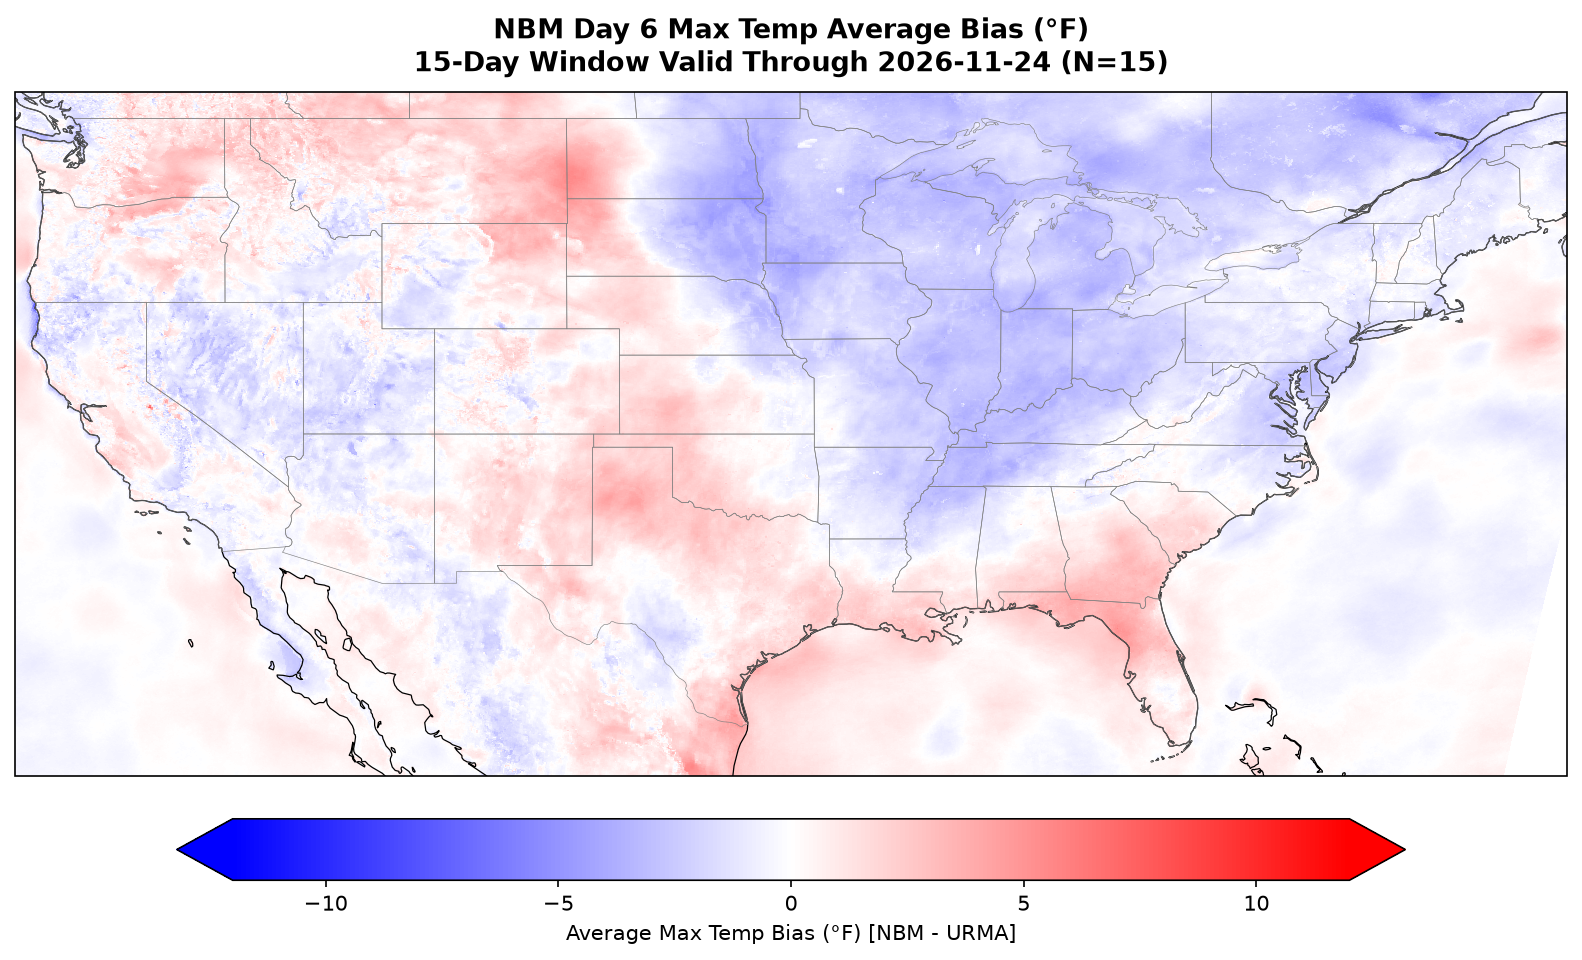 NBM Day 6 Max Temp Average Bias (°F)
15-Day Window Valid Through 2026-11-24 (N=15)
−10 −5 0 5 10
Average Max Temp Bias (°F) [NBM - URMA]